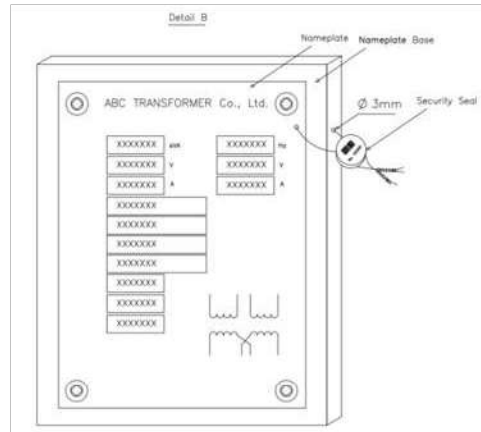 Detail B
Nameplate
Nameplate Base
ABC TRANSFORMER Co., Ltd.
Ø 3mm
Security Seal
XXXXXXX kVA
XXXXXXX Hz
XXXXXXX V
XXXXXXX V
XXXXXXX A
XXXXXXX A
XXXXXXX
XXXXXXX
XXXXXXX
XXXXXXX
XXXXXXX
XXXXXXX
XXXXXXX